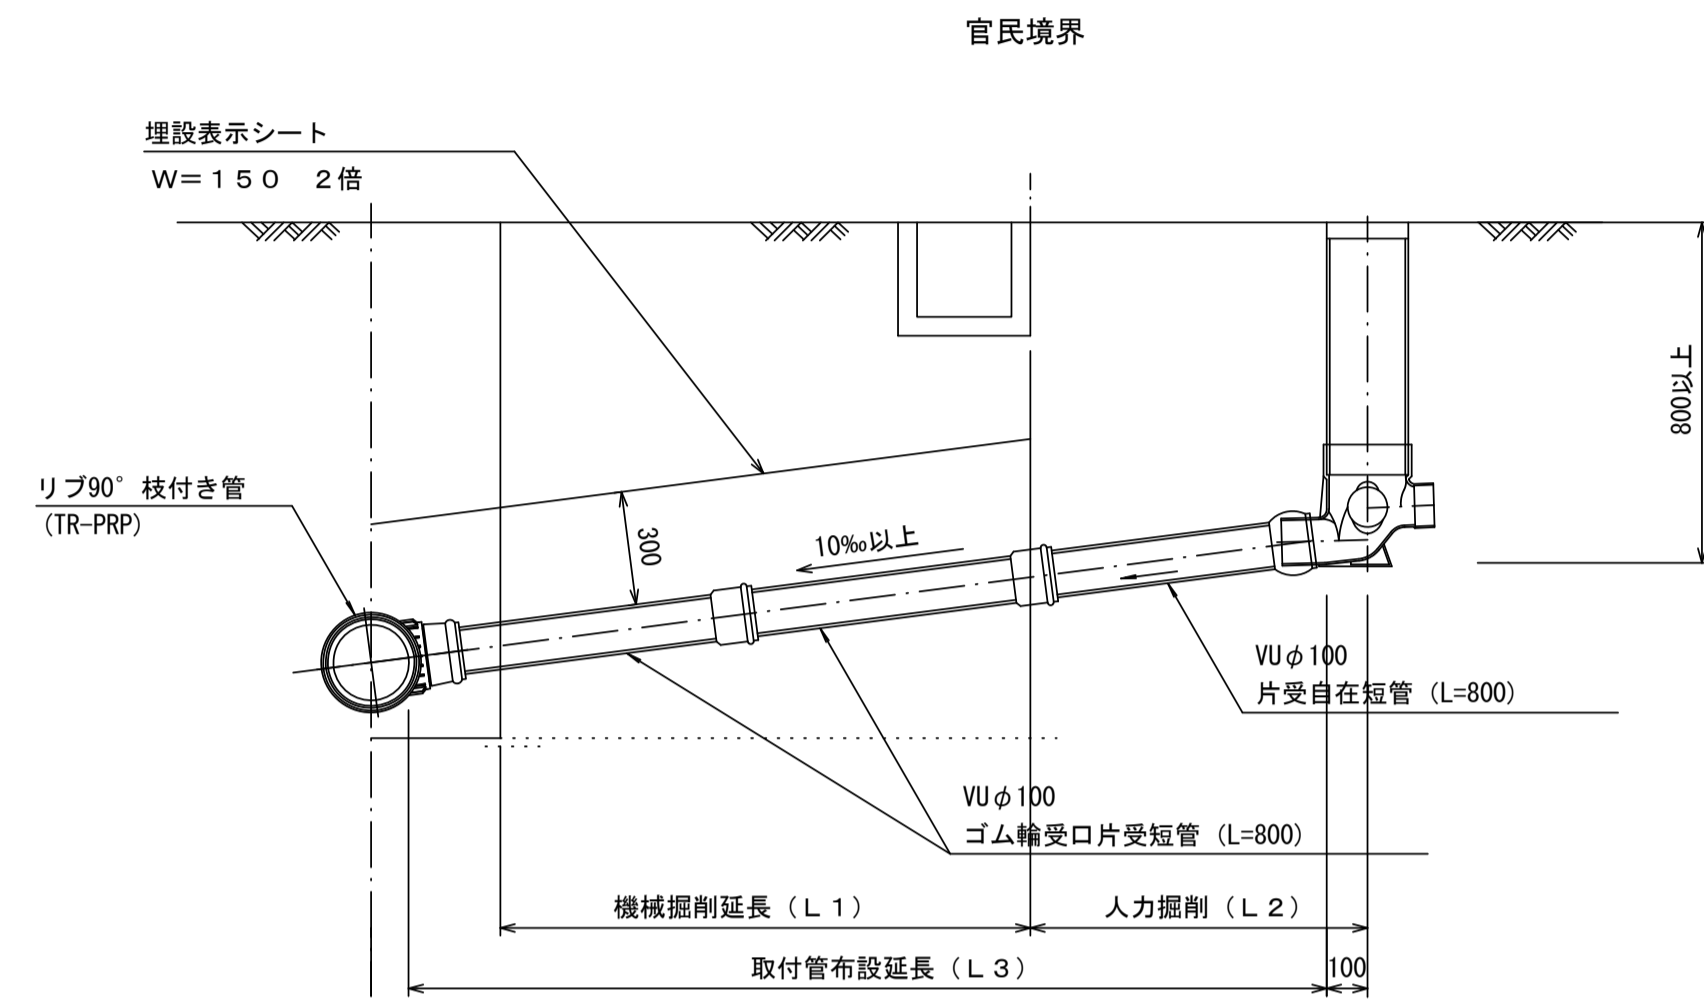 官民境界
埋設表示シート
W=150 2倍
800以上
リブ90°枝付き管
(TR-PRP)
300
10‰以上
VUφ100
片受自在短管 (L=800)
VUφ100
ゴム輪受口片受短管 (L=800)
機械掘削延長(L1)
人力掘削(L2)
取付管布設延長(L3)
100